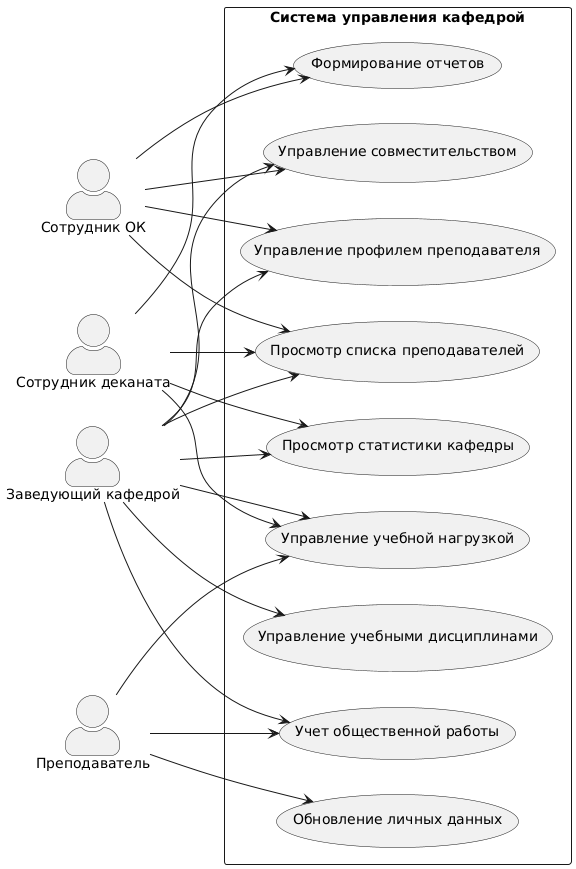 Система управления кафедрой
Формирование отчетов
Управление совместительством
Сотрудник ОК
Управление профилем преподавателя
Просмотр списка преподавателей
Сотрудник деканата
Просмотр статистики кафедры
Заведующий кафедрой
Управление учебной нагрузкой
Управление учебными дисциплинами
Учет общественной работы
Преподаватель
Обновление личных данных